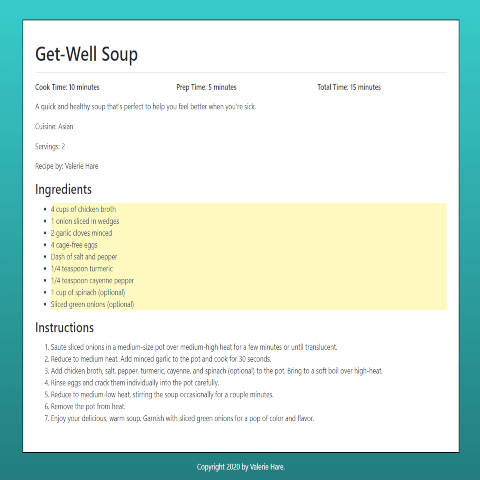 Get-Well Soup
Cook Time: 10 minutes Prep Time: 5 minutes Total Time: 15 minutes
A quick and healthy soup that's perfect to help you feel better when you're sick.
Cuisine: Asian
Servings: 2
Recipe by: Valerie Hare
Ingredients
• 4 cups of chicken broth
• 1 onion sliced in wedges
• 2 garlic cloves minced
• 4 cage-free eggs
• Dash of salt and pepper
• 1/4 teaspoon turmeric
• 1/4 teaspoon cayenne pepper
• 1 cup of spinach (optional)
• Sliced green onions (optional)
Instructions
1. Saute sliced onions in a medium-size pot over medium-high heat for a few minutes or until translucent.
2. Reduce to medium heat. Add minced garlic to the pot and cook for 30 seconds.
3. Add chicken broth, salt, pepper, turmeric, cayenne, and spinach (optional) to the pot. Bring to a soft boil over high-heat.
4. Rinse eggs and crack them individually into the pot carefully.
5. Reduce to medium-low heat, stirring the soup occasionally for a couple minutes.
6. Remove the pot from heat.
7. Enjoy your delicious, warm soup. Garnish with sliced green onions for a pop of color and flavor.
Copyright 2020 by Valerie Hare.